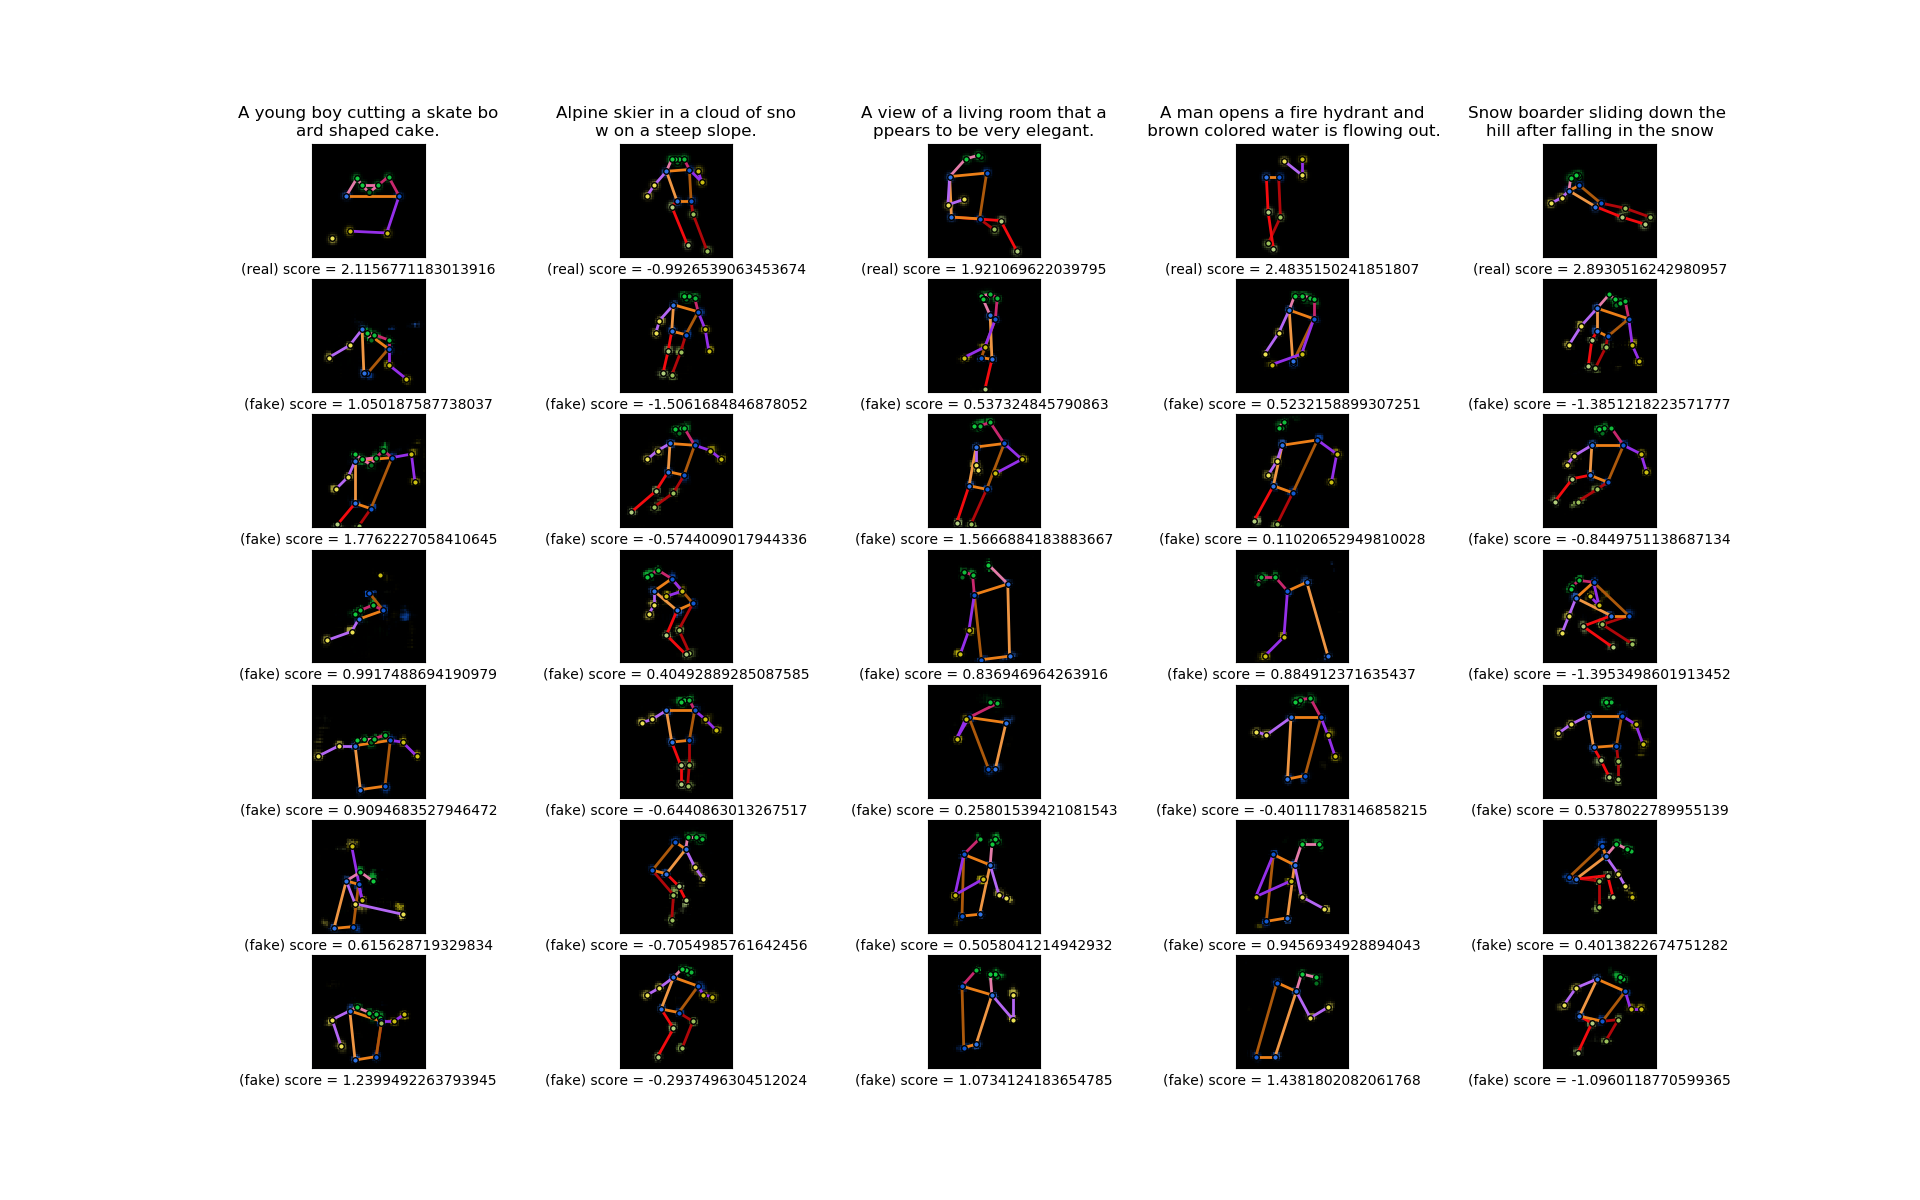 A young boy cutting a skate bo
ard shaped cake.
Alpine skier in a cloud of sno
w on a steep slope.
A view of a living room that a
ppears to be very elegant.
A man opens a fire hydrant and
brown colored water is flowing out.
Snow boarder sliding down the
hill after falling in the snow
(real) score = 2.1156771183013916
(real) score = -0.9926539063453674
(real) score = 1.921069622039795
(real) score = 2.4835150241851807
(real) score = 2.8930516242980957
(fake) score = 1.050187587738037
(fake) score = -1.5061684846878052
(fake) score = 0.537324845790863
(fake) score = 0.5232158899307251
(fake) score = -1.3851218223571777
(fake) score = 1.7762227058410645
(fake) score = -0.5744009017944336
(fake) score = 1.5666884183883667
(fake) score = 0.11020652949810028
(fake) score = -0.8449751138687134
(fake) score = 0.9917488694190979
(fake) score = 0.40492889285087585
(fake) score = 0.836946964263916
(fake) score = 0.884912371635437
(fake) score = -1.3953498601913452
(fake) score = 0.9094683527946472
(fake) score = -0.6440863013267517
(fake) score = 0.25801539421081543
(fake) score = -0.40111783146858215
(fake) score = 0.5378022789955139
(fake) score = 0.615628719329834
(fake) score = -0.7054985761642456
(fake) score = 0.5058041214942932
(fake) score = 0.9456934928894043
(fake) score = 0.4013822674751282
(fake) score = 1.2399492263793945
(fake) score = -0.2937496304512024
(fake) score = 1.0734124183654785
(fake) score = 1.4381802082061768
(fake) score = -1.0960118770599365